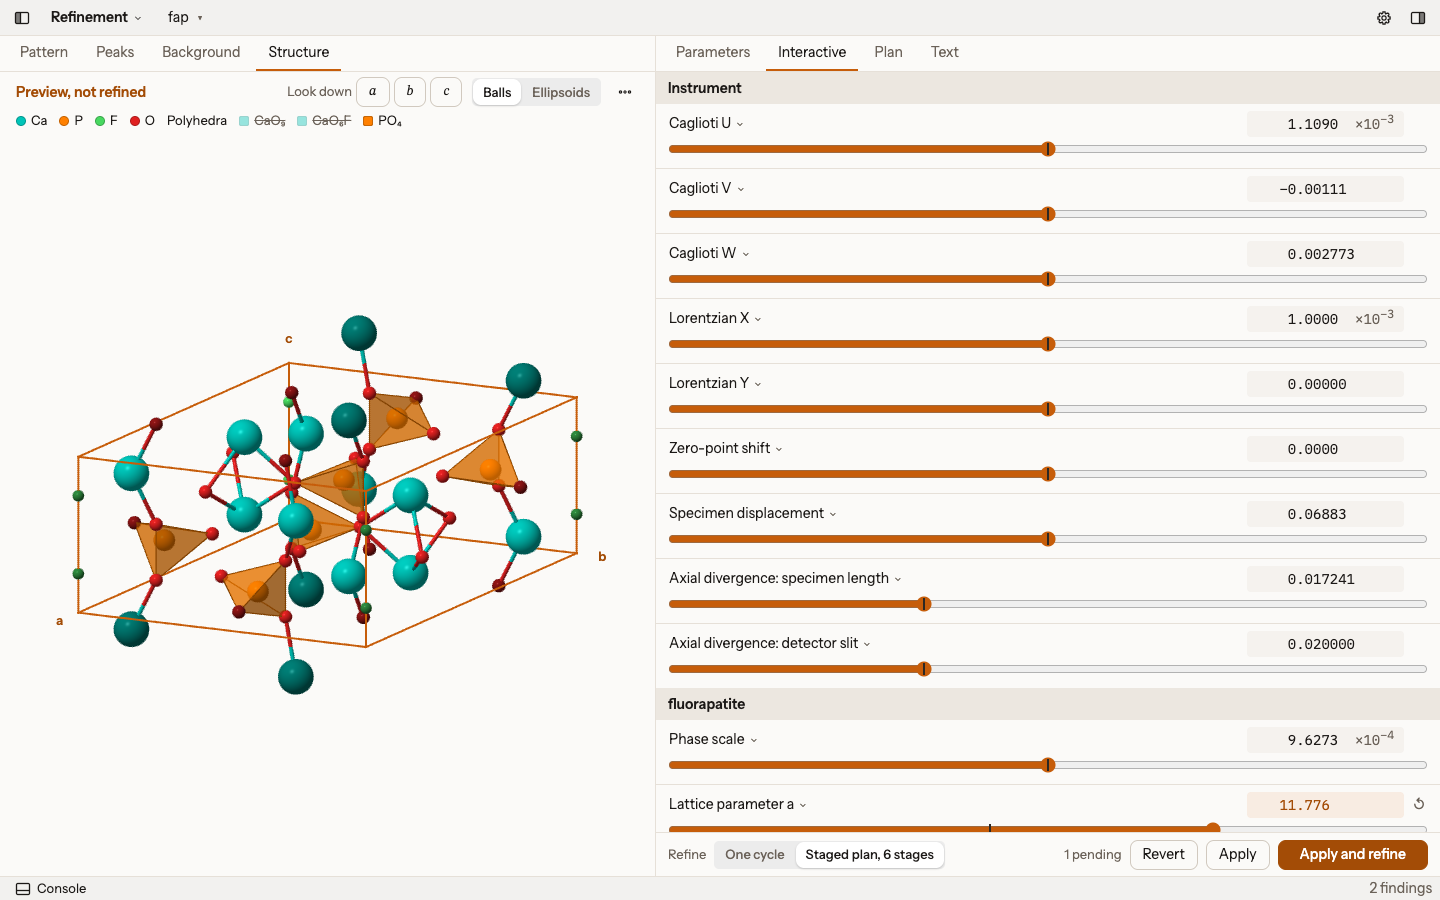 Refinement
fap
Pattern
Peaks
Background
Structure
Parameters
Interactive
Plan
Text
Preview, not refined
Look down
a
b
c
Balls
Ellipsoids
Ca
P
F
O
Polyhedra
CaO₉
CaO₆F
PO₄
c
b
a
Instrument
Caglioti U
1.1090 ×10⁻³
Caglioti V
−0.00111
Caglioti W
0.002773
Lorentzian X
1.0000 ×10⁻³
Lorentzian Y
0.00000
Zero-point shift
0.0000
Specimen displacement
0.06883
Axial divergence: specimen length
0.017241
Axial divergence: detector slit
0.020000
fluorapatite
Phase scale
9.6273 ×10⁻⁴
Lattice parameter a
11.776
Refine
One cycle
Staged plan, 6 stages
1 pending
Revert
Apply
Apply and refine
Console
2 findings